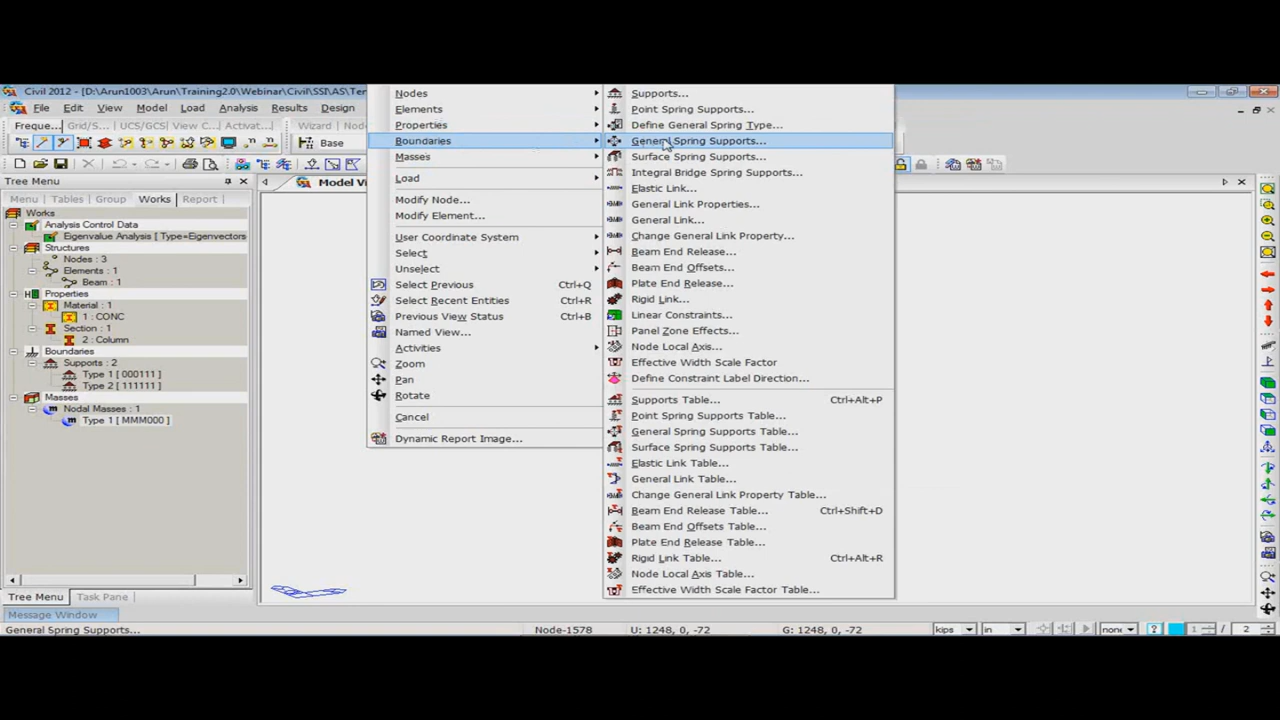 Civil 2012 - [D:\Arun1003\Arun\Training2.0\Webinar\Civil\SSI\AS\Ter
File Edit View Model Load Analysis Results Design
Freque... Grid/S... UCS/GCS Activat... Wizard Nod
Base
Tree Menu
Menu Tables Group Works Report
Model Vi
Works
Analysis Control Data
Eigenvalue Analysis [ Type=Eigenvectors
Structures
Nodes : 3
Elements : 1
Beam : 1
Properties
Material : 1
1 : CONC
Section : 1
2 : Column
Boundaries
Supports : 2
Type 1 [ 000111 ]
Type 2 [ 111111 ]
Masses
Nodal Masses : 1
Type 1 [ MMM000 ]
Tree Menu Task Pane
Message Window
Nodes
Elements
Properties
Boundaries
Masses
Load
Modify Node...
Modify Element...
User Coordinate System
Select
Unselect
Select Previous Ctrl+Q
Select Recent Entities Ctrl+R
Previous View Status Ctrl+B
Named View...
Activities
Zoom
Pan
Rotate
Cancel
Dynamic Report Image...
Supports...
Point Spring Supports...
Define General Spring Type...
General Spring Supports...
Surface Spring Supports...
Integral Bridge Spring Supports...
Elastic Link...
General Link Properties...
General Link...
Change General Link Property...
Beam End Release...
Beam End Offsets...
Plate End Release...
Rigid Link...
Linear Constraints...
Panel Zone Effects...
Node Local Axis...
Effective Width Scale Factor
Define Constraint Label Direction...
Supports Table... Ctrl+Alt+P
Point Spring Supports Table...
General Spring Supports Table...
Surface Spring Supports Table...
Elastic Link Table...
General Link Table...
Change General Link Property Table...
Beam End Release Table... Ctrl+Shift+D
Beam End Offsets Table...
Plate End Release Table...
Rigid Link Table... Ctrl+Alt+R
Node Local Axis Table...
Effective Width Scale Factor Table...
General Spring Supports... Node-1578 U: 1248, 0, -72 G: 1248, 0, -72 kips in none 1 / 2